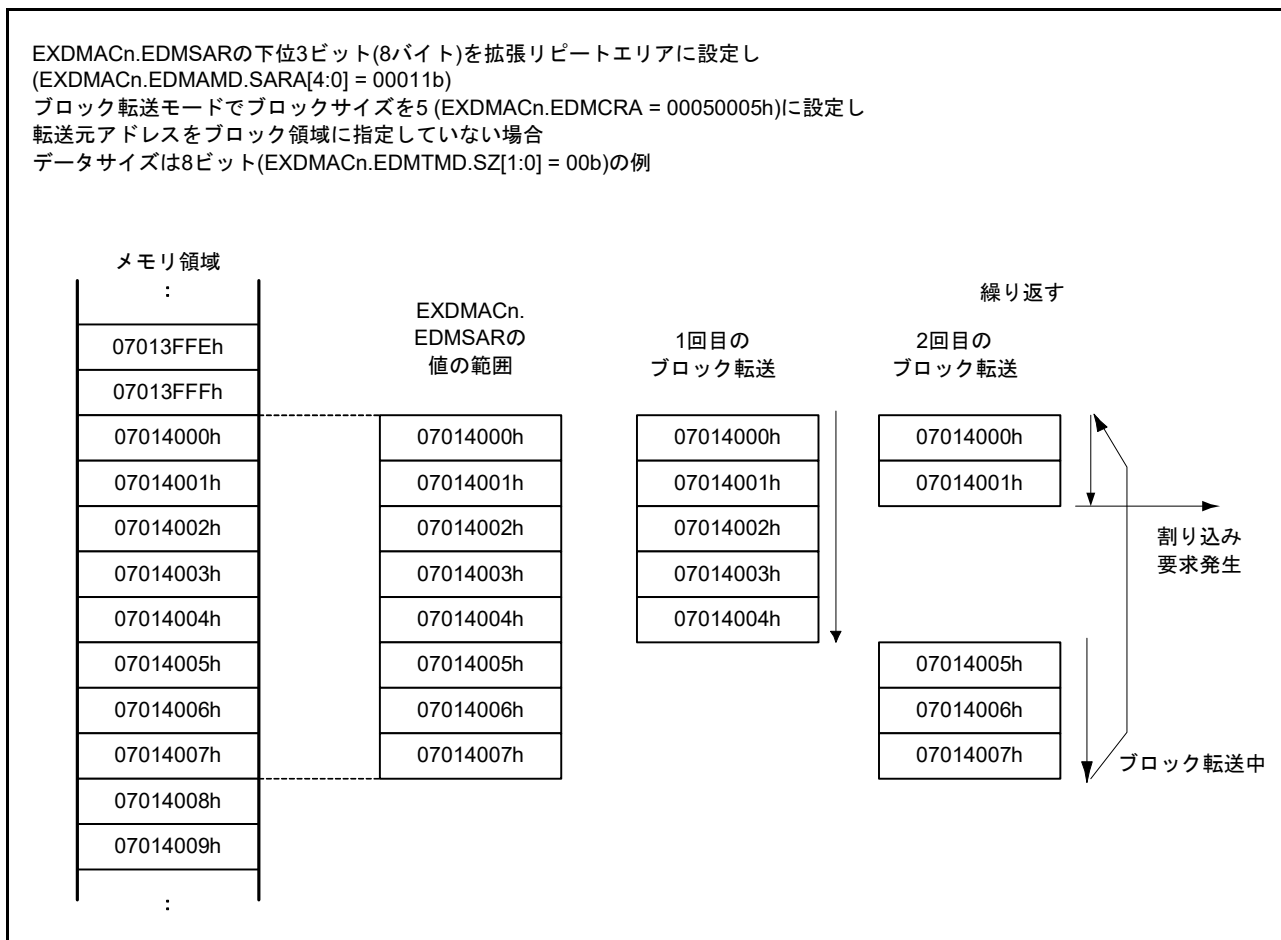 EXDMACn.EDMSARの下位3ビット(8バイト)を拡張リピートエリアに設定し
(EXDMACn.EDMAMD.SARA[4:0] = 00011b)
ブロック転送モードでブロックサイズを5 (EXDMACn.EDMCRA = 00050005h)に設定し
転送元アドレスをブロック領域に指定していない場合
データサイズは8ビット(EXDMACn.EDMTMD.SZ[1:0] = 00b)の例
メモリ領域
:
07013FFEh
07013FFFh
07014000h
07014001h
07014002h
07014003h
07014004h
07014005h
07014006h
07014007h
07014008h
07014009h
:
EXDMACn.
EDMSARの
値の範囲
07014000h
07014001h
07014002h
07014003h
07014004h
07014005h
07014006h
07014007h
1回目の
ブロック転送
07014000h
07014001h
07014002h
07014003h
07014004h
繰り返す
2回目の
ブロック転送
07014000h
07014001h
07014005h
07014006h
07014007h
割り込み
要求発生
ブロック転送中